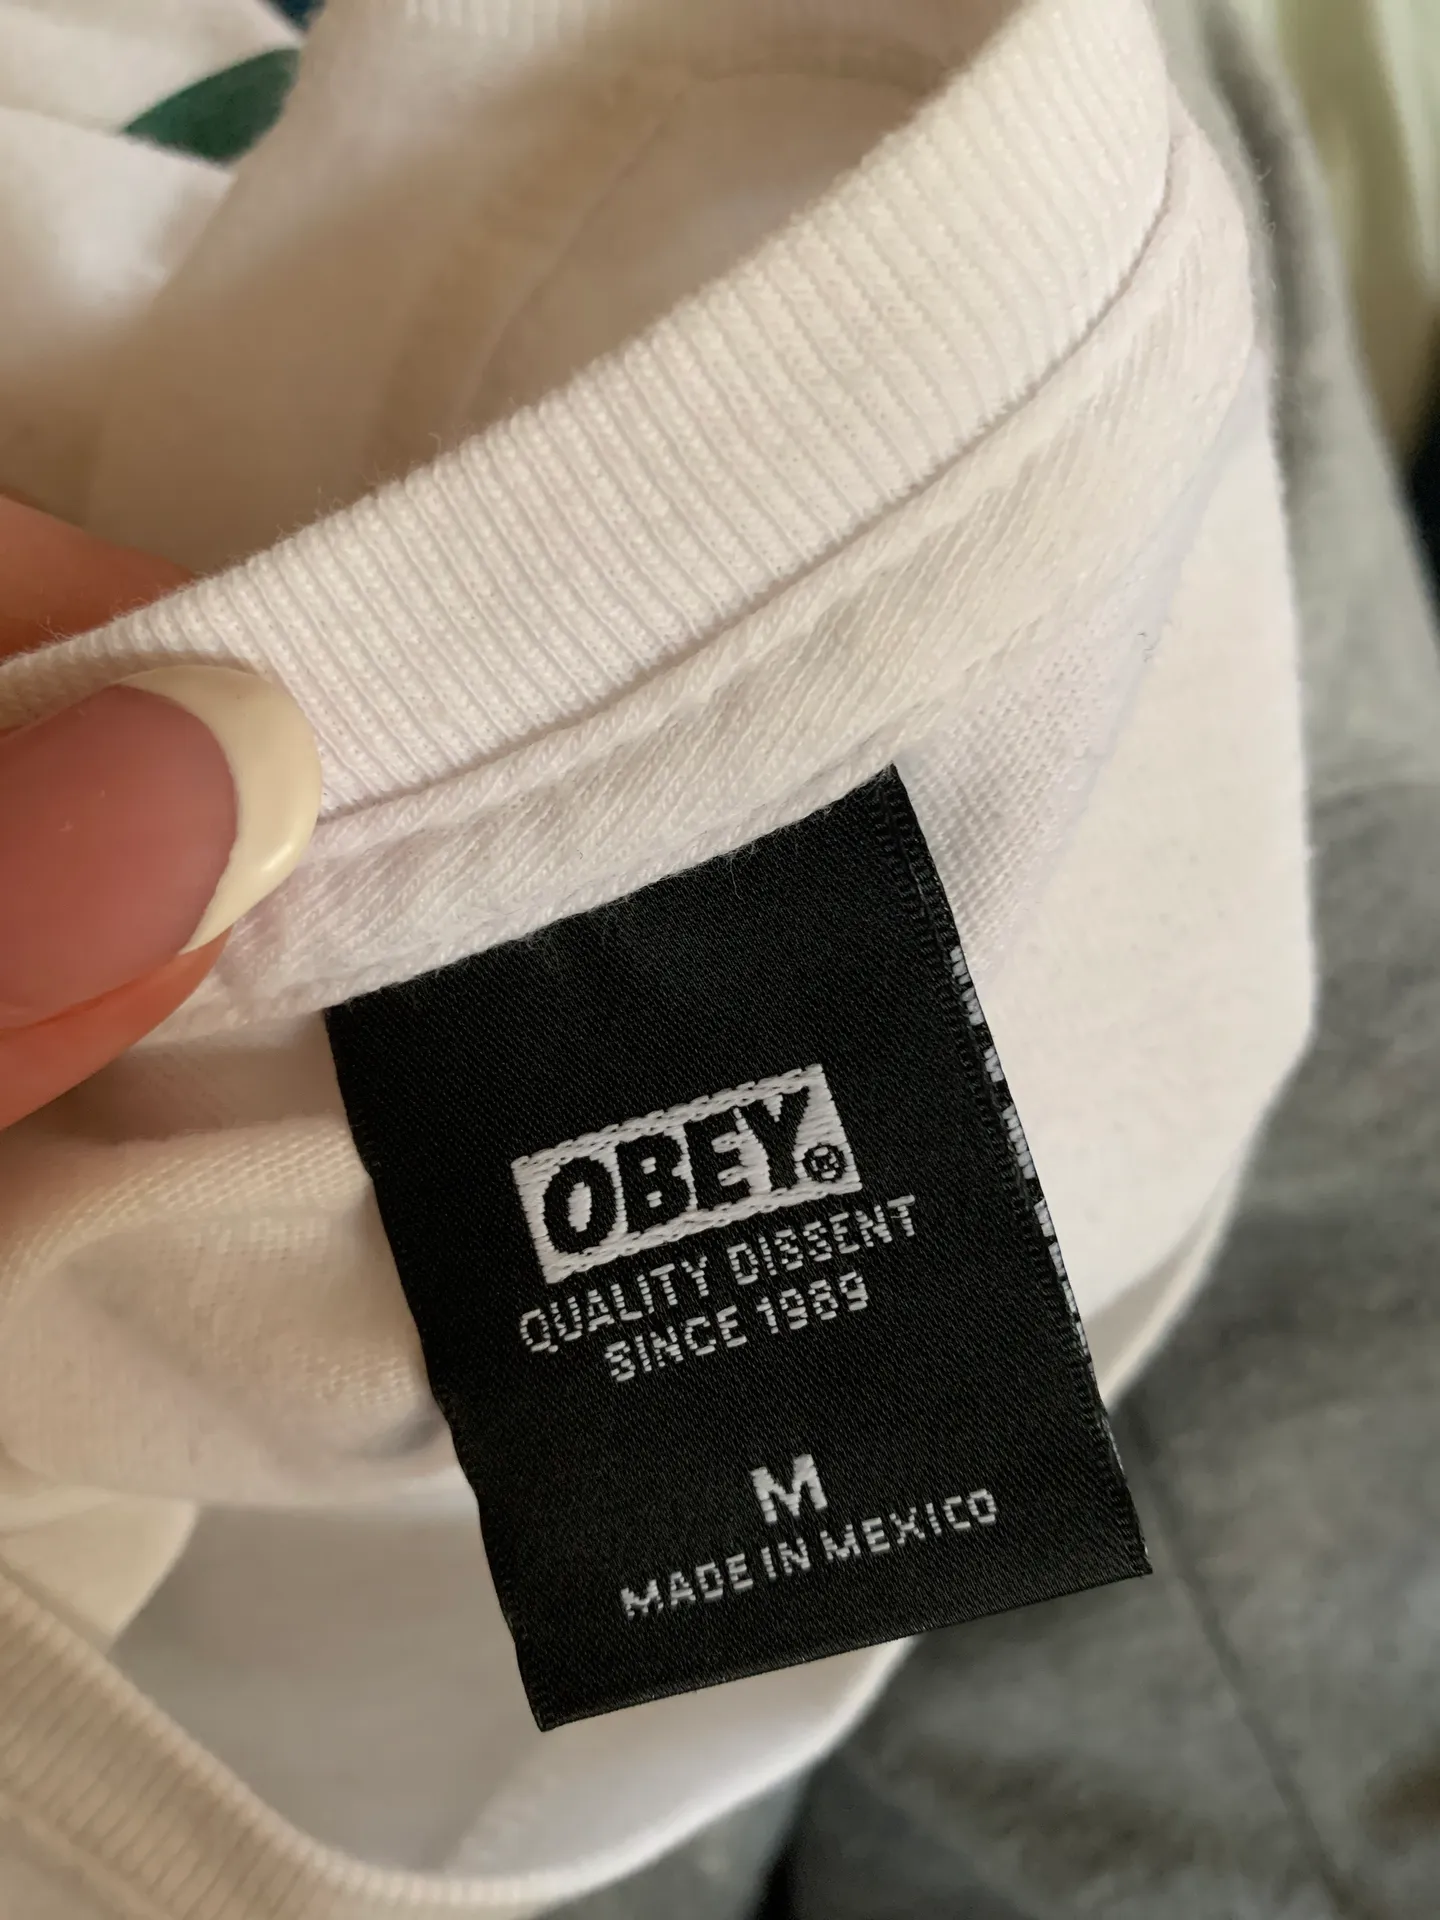 OBEY®
QUALITY DISSENT
SINCE 1989
M
MADE IN MEXICO